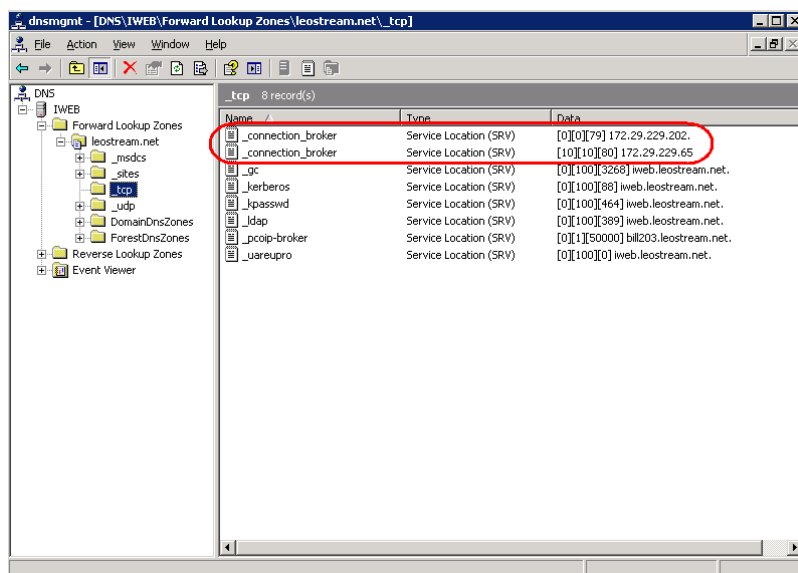 dnsmgmt - [DNS\IWEB\Forward Lookup Zones\leostream.net\_tcp]
File Action View Window Help
DNS
IWEB
Forward Lookup Zones
leostream.net
_msdcs
_sites
_tcp
_udp
DomainDnsZones
ForestDnsZones
Reverse Lookup Zones
Event Viewer
_tcp 8 record(s)
Name Type Data
_connection_broker Service Location (SRV) [0][0][79] 172.29.229.202.
_connection_broker Service Location (SRV) [10][10][80] 172.29.229.65
_gc Service Location (SRV) [0][100][3268] iweb.leostream.net.
_kerberos Service Location (SRV) [0][100][88] iweb.leostream.net.
_kpasswd Service Location (SRV) [0][100][464] iweb.leostream.net.
_ldap Service Location (SRV) [0][100][389] iweb.leostream.net.
_pcoip-broker Service Location (SRV) [0][1][50000] bill203.leostream.net.
_uareupro Service Location (SRV) [0][100][0] iweb.leostream.net.